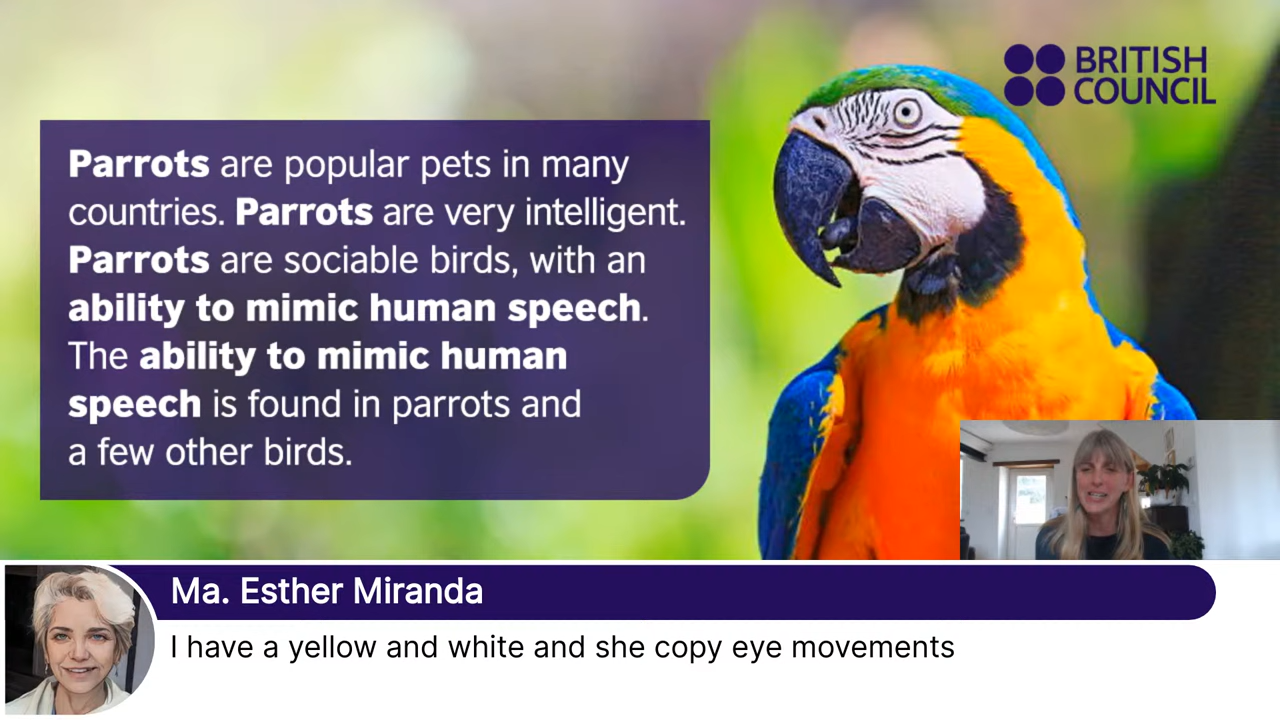 BRITISH
COUNCIL
Parrots are popular pets in many
countries. Parrots are very intelligent.
Parrots are sociable birds, with an
ability to mimic human speech.
The ability to mimic human
speech is found in parrots and
a few other birds.
Ma. Esther Miranda
I have a yellow and white and she copy eye movements